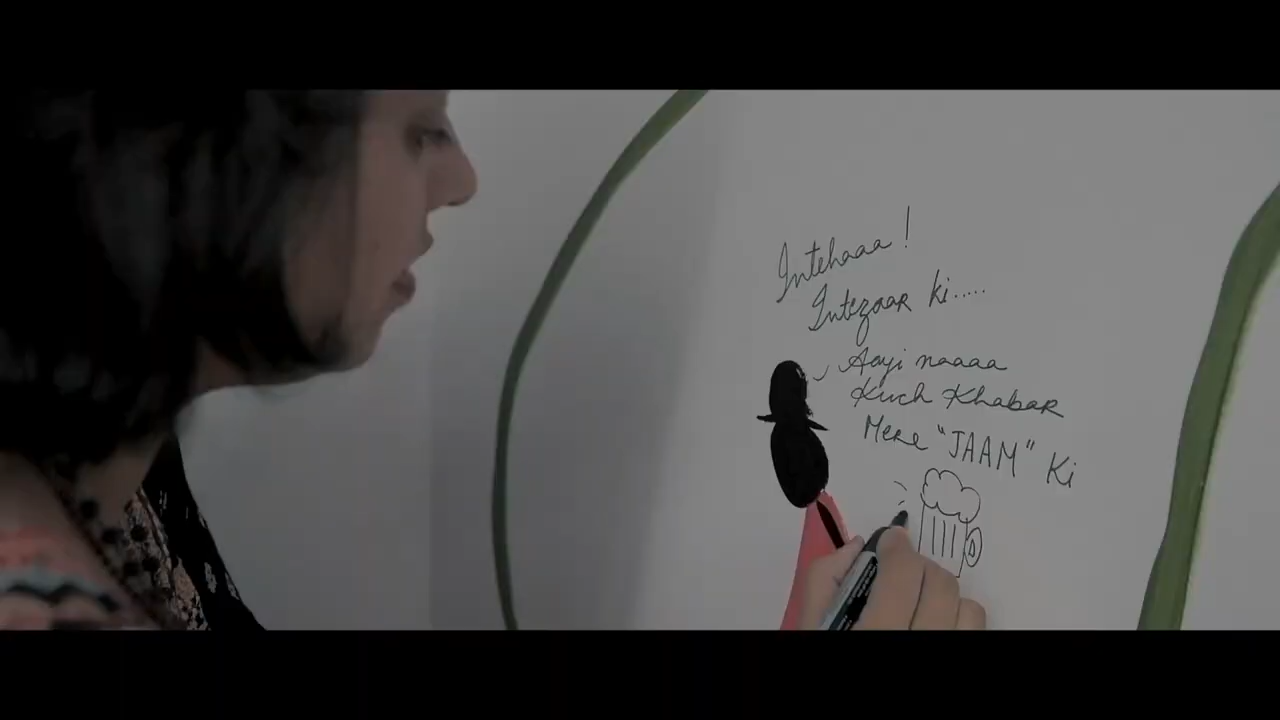 Intehaaa !
Intezaar ki.....
Aayi naaaa
Kuch Khabar
Mere "JAAM" Ki